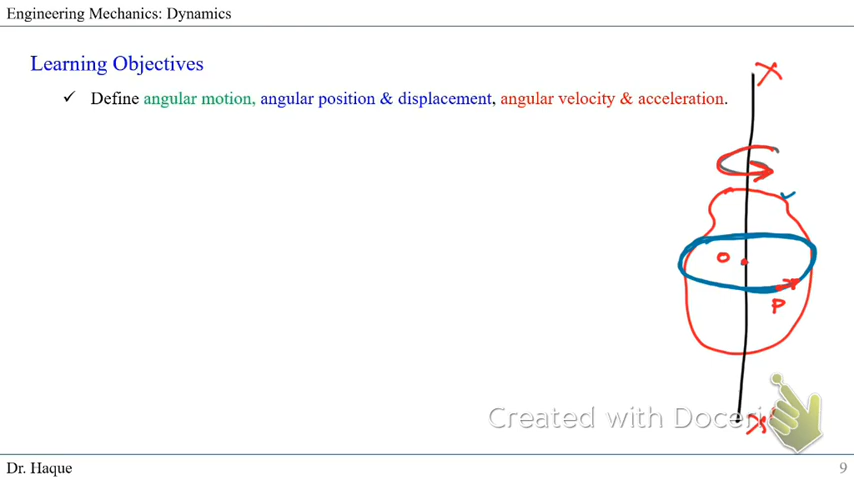 Engineering Mechanics: Dynamics
Learning Objectives
✓ Define angular motion, angular position & displacement, angular velocity & acceleration.
X
O
P
Created with Doceri
X'
Dr. Haque
9